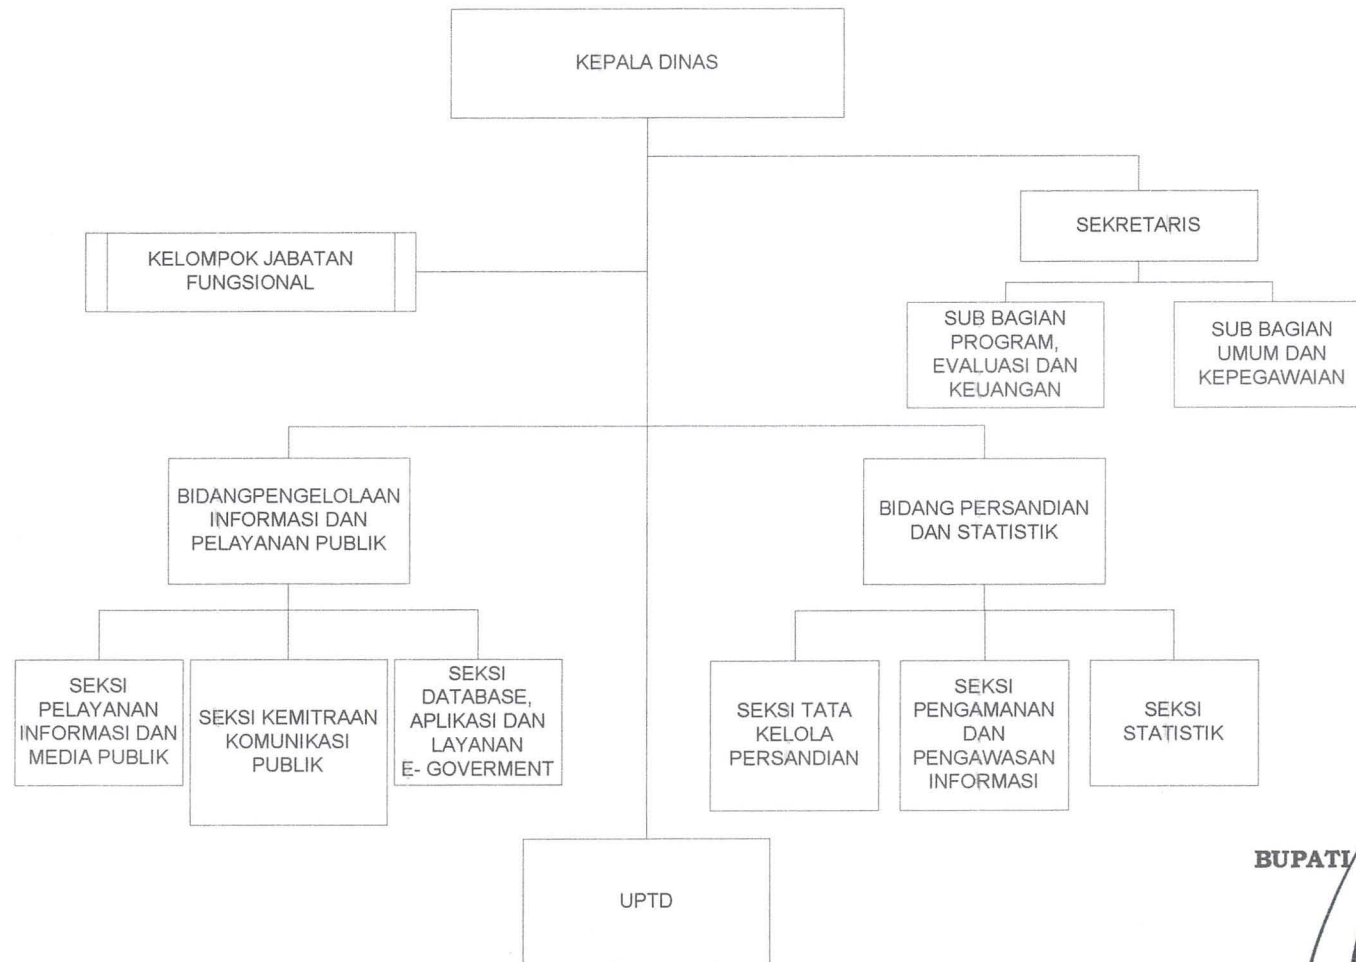 KEPALA DINAS
SEKRETARIS
KELOMPOK JABATAN
FUNGSIONAL
SUB BAGIAN
PROGRAM,
EVALUASI DAN
KEUANGAN
SUB BAGIAN
UMUM DAN
KEPEGAWAIAN
BIDANGPENGELOLAAN
INFORMASI DAN
PELAYANAN PUBLIK
BIDANG PERSANDIAN
DAN STATISTIK
SEKSI
PELAYANAN
INFORMASI DAN
MEDIA PUBLIK
SEKSI KEMITRAAN
KOMUNIKASI
PUBLIK
SEKSI
DATABASE,
APLIKASI DAN
LAYANAN
E- GOVERMENT
SEKSI TATA
KELOLA
PERSANDIAN
SEKSI
PENGAMANAN
DAN
PENGAWASAN
INFORMASI
SEKSI
STATISTIK
BUPATI
UPTD